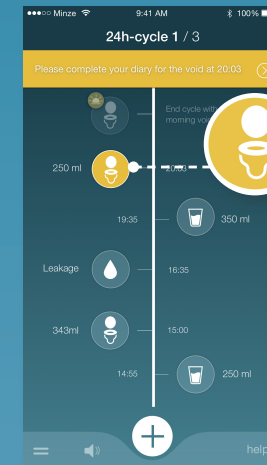 Minze 9:41 AM 100%
24h-cycle 1 / 3
Please complete your diary for the void at 20:03
End cycle with
morning
250 ml 20:03
19:35 350 ml
Leakage 16:35
343ml 15:00
14:55 250 ml
help